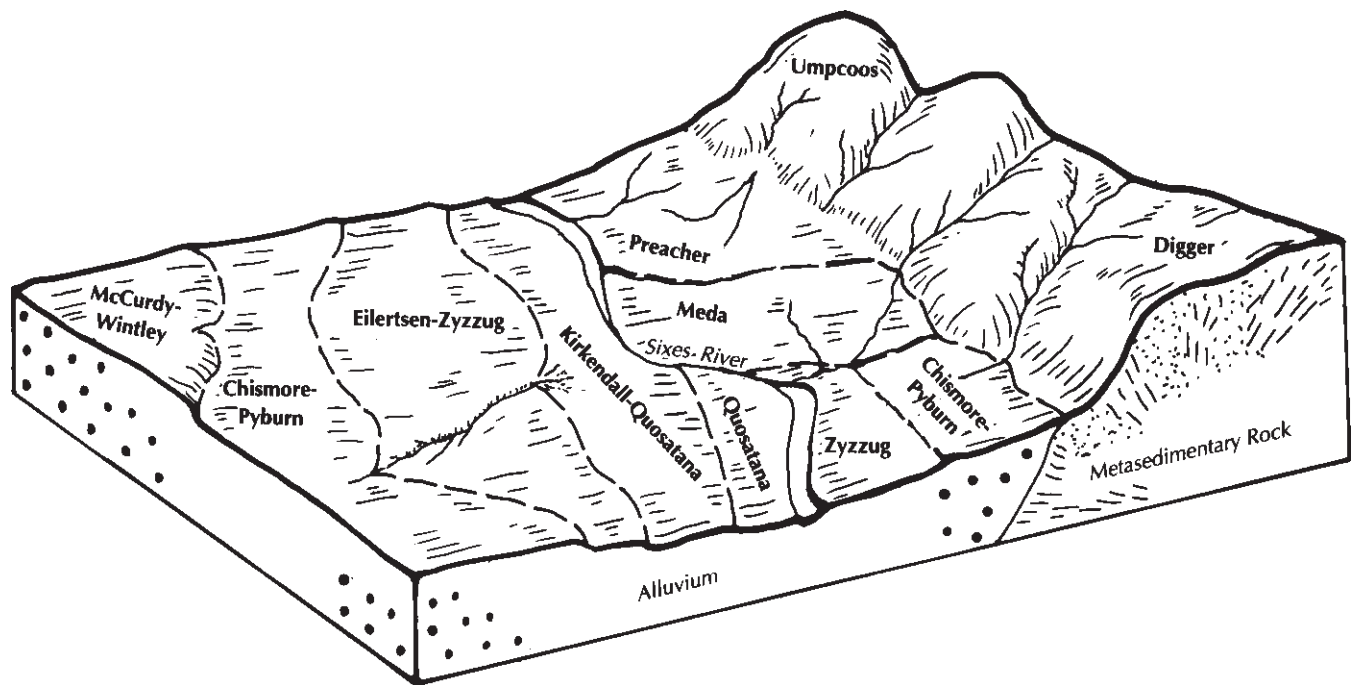 Umpcoos
Preacher
Digger
McCurdy-
Wintley
Eilertsen-Zyzzug
Meda
Sixes River
Kirkendall-Quosatana
Chismore-
Pyburn
Quosatana
Zyzzug
Chismore-
Pyburn
Metasedimentary Rock
Alluvium